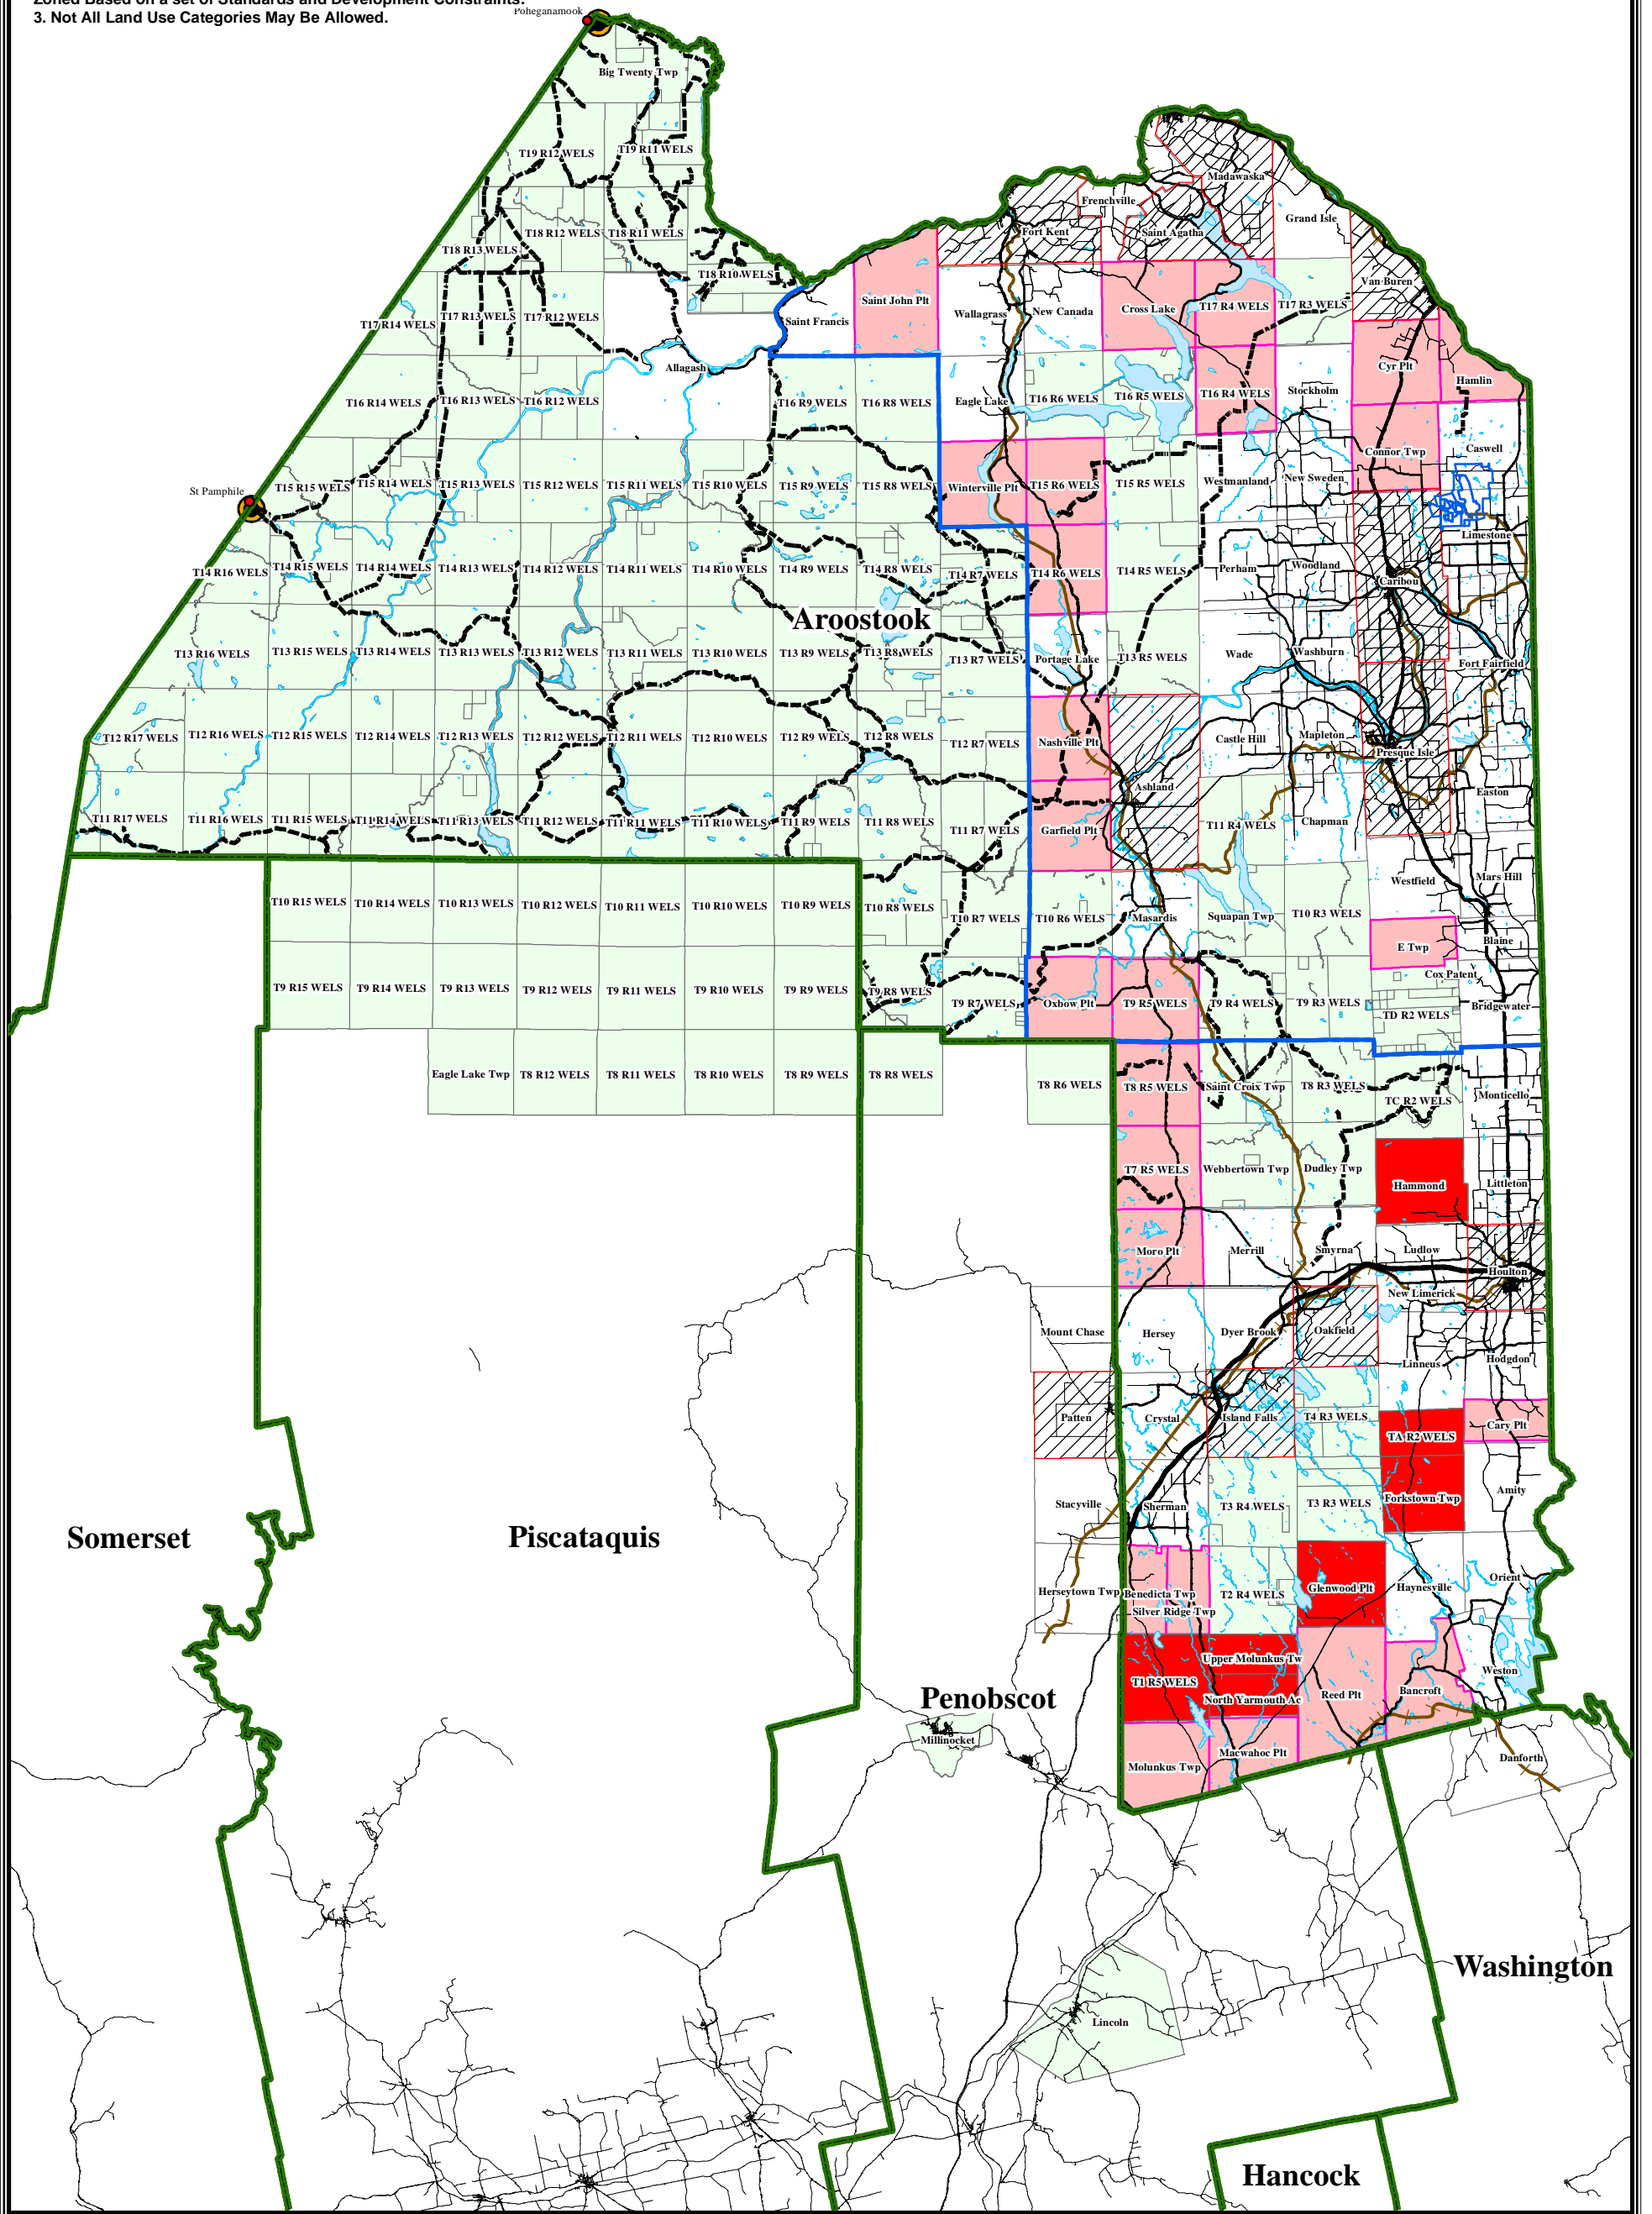 Zoned Based on a set of Standards and Development Constraints.
3. Not All Land Use Categories May Be Allowed.
Poheganamook
Big Twenty Twp
T19 R12 WELS
T19 R11 WELS
Madawaska
Frenchville
Grand Isle
Fort Kent
Saint Agatha
T18 R12 WELS
T18 R11 WELS
T18 R13 WELS
T18 R10 WELS
Van Buren
Saint John Plt
Cross Lake
T17 R4 WELS
T17 R3 WELS
Wallagrass
New Canada
T17 R14 WELS
T17 R13 WELS
T17 R12 WELS
Saint Francis
Allagash
Cyr Plt
Hamlin
Stockholm
T16 R14 WELS
T16 R13 WELS
T16 R12 WELS
T16 R9 WELS
T16 R8 WELS
Eagle Lake
T16 R6 WELS
T16 R5 WELS
T16 R4 WELS
Caswell
Connor Twp
St Pamphile
T15 R15 WELS
T15 R14 WELS
T15 R13 WELS
T15 R12 WELS
T15 R11 WELS
T15 R10 WELS
T15 R9 WELS
T15 R8 WELS
Winterville Plt
T15 R6 WELS
T15 R5 WELS
Westmanland
New Sweden
Limestone
T14 R16 WELS
T14 R15 WELS
T14 R14 WELS
T14 R13 WELS
T14 R12 WELS
T14 R11 WELS
T14 R10 WELS
T14 R9 WELS
T14 R8 WELS
T14 R7 WELS
T14 R6 WELS
T14 R5 WELS
Perham
Woodland
Caribou
Aroostook
T13 R16 WELS
T13 R15 WELS
T13 R14 WELS
T13 R13 WELS
T13 R12 WELS
T13 R11 WELS
T13 R10 WELS
T13 R9 WELS
T13 R8 WELS
T13 R7 WELS
Portage Lake
T13 R5 WELS
Wade
Washburn
Fort Fairfield
T12 R17 WELS
T12 R16 WELS
T12 R15 WELS
T12 R14 WELS
T12 R13 WELS
T12 R12 WELS
T12 R11 WELS
T12 R10 WELS
T12 R9 WELS
T12 R8 WELS
T12 R7 WELS
Nashville Plt
Castle Hill
Mapleton
Presque Isle
Ashland
Easton
T11 R17 WELS
T11 R16 WELS
T11 R15 WELS
T11 R14 WELS
T11 R13 WELS
T11 R12 WELS
T11 R11 WELS
T11 R10 WELS
T11 R9 WELS
T11 R8 WELS
T11 R7 WELS
Garfield Plt
T11 R4 WELS
Chapman
Westfield
Mars Hill
T10 R15 WELS
T10 R14 WELS
T10 R13 WELS
T10 R12 WELS
T10 R11 WELS
T10 R10 WELS
T10 R9 WELS
T10 R8 WELS
T10 R7 WELS
T10 R6 WELS
Masardis
Squapan Twp
T10 R3 WELS
E Twp
Blaine
Cox Patent
T9 R15 WELS
T9 R14 WELS
T9 R13 WELS
T9 R12 WELS
T9 R11 WELS
T9 R10 WELS
T9 R9 WELS
T9 R8 WELS
T9 R7 WELS
Oxbow Plt
T9 R5 WELS
T9 R4 WELS
T9 R3 WELS
TD R2 WELS
Bridgewater
Eagle Lake Twp
T8 R12 WELS
T8 R11 WELS
T8 R10 WELS
T8 R9 WELS
T8 R8 WELS
T8 R6 WELS
T8 R5 WELS
Saint Croix Twp
T8 R3 WELS
TC R2 WELS
Monticello
T7 R5 WELS
Webbertown Twp
Dudley Twp
Hammond
Littleton
Moro Plt
Merrill
Smyrna
Ludlow
Houlton
New Limerick
Mount Chase
Hersey
Dyer Brook
Oakfield
Linneus
Hodgdon
Patten
Crystal
Island Falls
T4 R3 WELS
TA R2 WELS
Cary Plt
Stacyville
Sherman
T3 R4 WELS
T3 R3 WELS
Forkstown Twp
Amity
Somerset
Piscataquis
Herseytown Twp
Benedicta Twp
Silver Ridge Twp
T2 R4 WELS
Glenwood Plt
Haynesville
Orient
Upper Molunkus Tw
T1 R5 WELS
North Yarmouth Ac
Reed Plt
Bancroft
Weston
Penobscot
Millinocket
Molunkus Twp
Macwahoc Plt
Danforth
Washington
Lincoln
Hancock